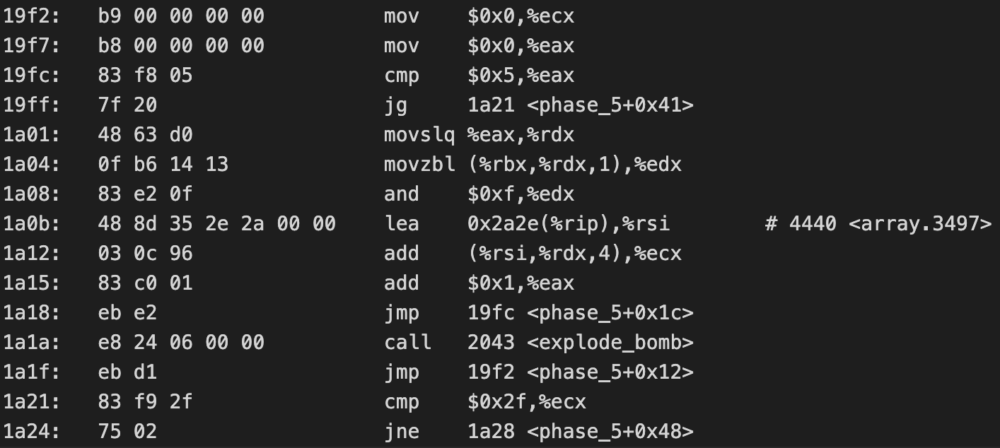 19f2: b9 00 00 00 00 mov $0x0,%ecx
19f7: b8 00 00 00 00 mov $0x0,%eax
19fc: 83 f8 05 cmp $0x5,%eax
19ff: 7f 20 jg 1a21 <phase_5+0x41>
1a01: 48 63 d0 movslq %eax,%rdx
1a04: 0f b6 14 13 movzbl (%rbx,%rdx,1),%edx
1a08: 83 e2 0f and $0xf,%edx
1a0b: 48 8d 35 2e 2a 00 00 lea 0x2a2e(%rip),%rsi # 4440 <array.3497>
1a12: 03 0c 96 add (%rsi,%rdx,4),%ecx
1a15: 83 c0 01 add $0x1,%eax
1a18: eb e2 jmp 19fc <phase_5+0x1c>
1a1a: e8 24 06 00 00 call 2043 <explode_bomb>
1a1f: eb d1 jmp 19f2 <phase_5+0x12>
1a21: 83 f9 2f cmp $0x2f,%ecx
1a24: 75 02 jne 1a28 <phase_5+0x48>